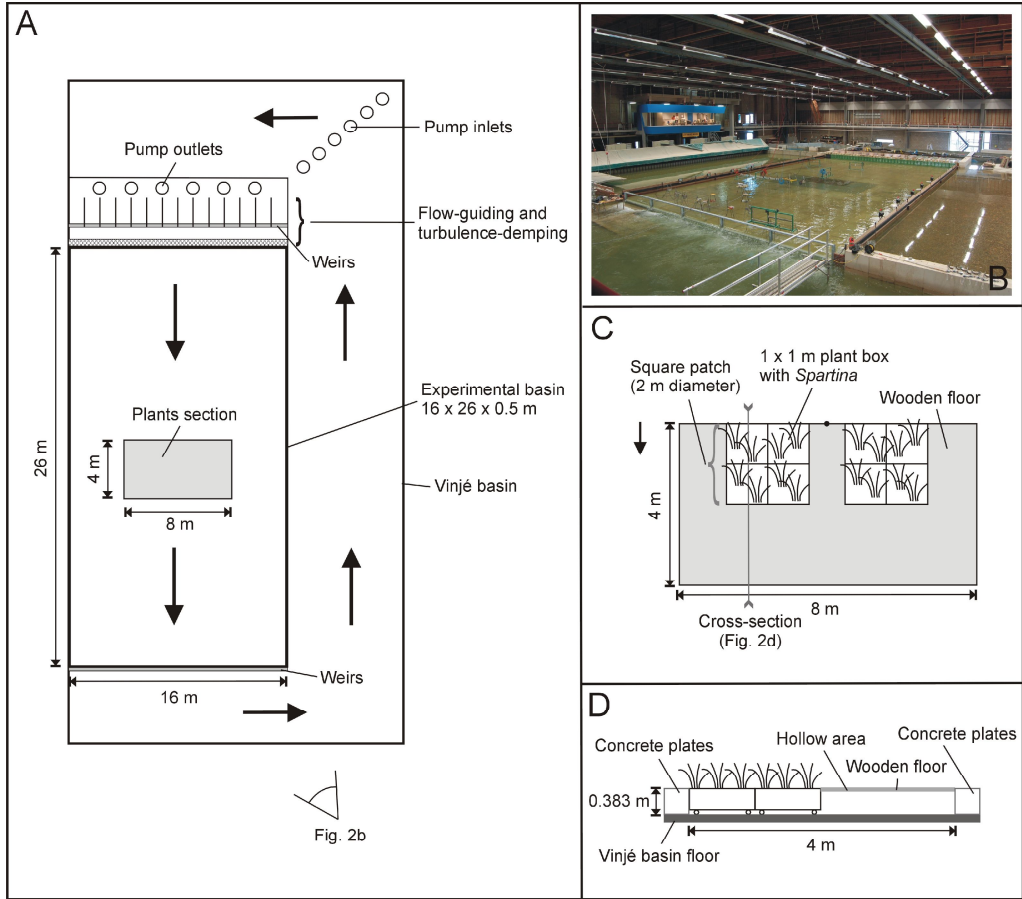 A
Pump inlets
Pump outlets
Flow-guiding and
turbulence-demping
Weirs
Experimental basin
16 x 26 x 0.5 m
Plants section
26 m
4 m
8 m
Vinjé basin
Weirs
16 m
Fig. 2b
B
C
1 x 1 m plant box
with Spartina
Square patch
(2 m diameter)
Wooden floor
4 m
8 m
Cross-section
(Fig. 2d)
D
Concrete plates
Hollow area
Concrete plates
Wooden floor
0.383 m
4 m
Vinjé basin floor